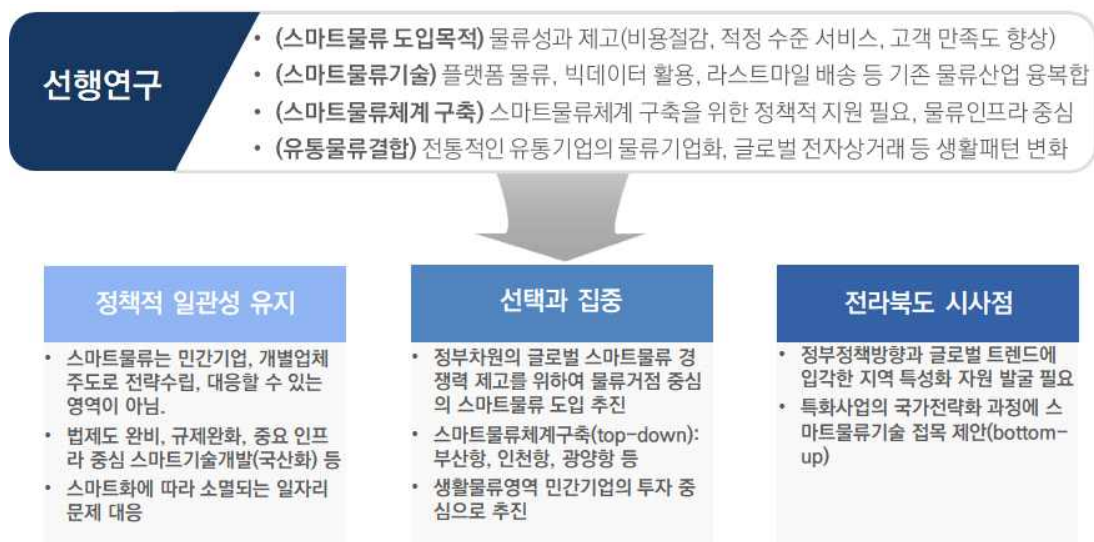 선행연구
• (스마트물류 도입목적) 물류성과 제고(비용절감, 적정 수준 서비스, 고객 만족도 향상)
• (스마트물류기술) 플랫폼 물류, 빅데이터 활용, 라스트마일 배송 등 기존 물류산업 융복합
• (스마트물류체계 구축) 스마트물류체계 구축을 위한 정책적 지원 필요, 물류인프라 중심
• (유통물류결합) 전통적인 유통기업의 물류기업화, 글로벌 전자상거래 등 생활패턴 변화
정책적 일관성 유지
• 스마트물류는 민간기업, 개별업체
주도로 전략수립, 대응할 수 있는
영역이 아님.
• 법제도 완비, 규제완화, 중요 인프
라 중심 스마트기술개발(국산화) 등
• 스마트화에 따라 소멸되는 일자리
문제 대응
선택과 집중
• 정부차원의 글로벌 스마트물류 경
쟁력 제고를 위하여 물류거점 중심
의 스마트물류 도입 추진
• 스마트물류체계구축(top-down):
부산항, 인천항, 광양항 등
• 생활물류영역 민간기업의 투자 중
심으로 추진
전라북도 시사점
• 정부정책방향과 글로벌 트렌드에
입각한 지역 특성화 자원 발굴 필요
• 특화사업의 국가전략화 과정에 스
마트물류기술 접목 제안(bottom-
up)